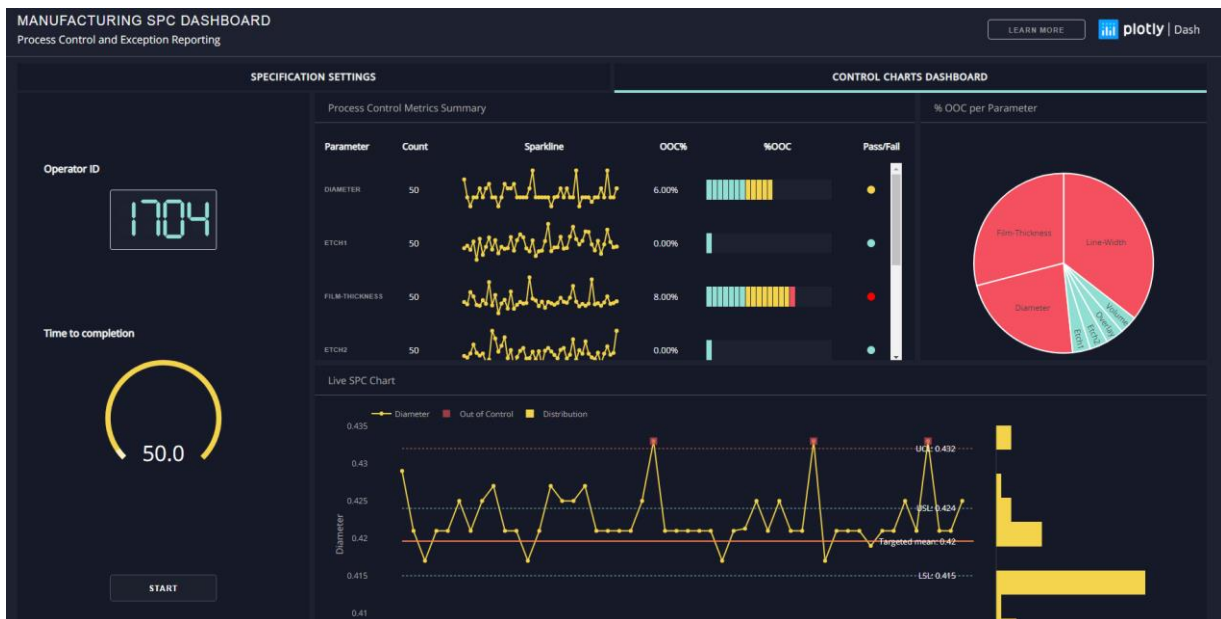 MANUFACTURING SPC DASHBOARD
Process Control and Exception Reporting
LEARN MORE
plotly | Dash
SPECIFICATION SETTINGS
CONTROL CHARTS DASHBOARD
Operator ID
1704
Time to completion
50.0
START
Process Control Metrics Summary
Parameter Count Sparkline OOC% %OOC Pass/Fail
DIAMETER 50 6.00%
ETCH1 50 0.00%
FILM-THICKNESS 50 8.00%
ETCH2 50 0.00%
% OOC per Parameter
Film-Thickness
Line-Width
Diameter
Etch1
Etch2
Overlay
Volume
Live SPC Chart
Diameter Out of Control Distribution
0.435
0.43
0.425
0.42
0.415
0.41
Diameter
UCL: 0.432
USL: 0.424
Targeted mean: 0.42
LSL: 0.415